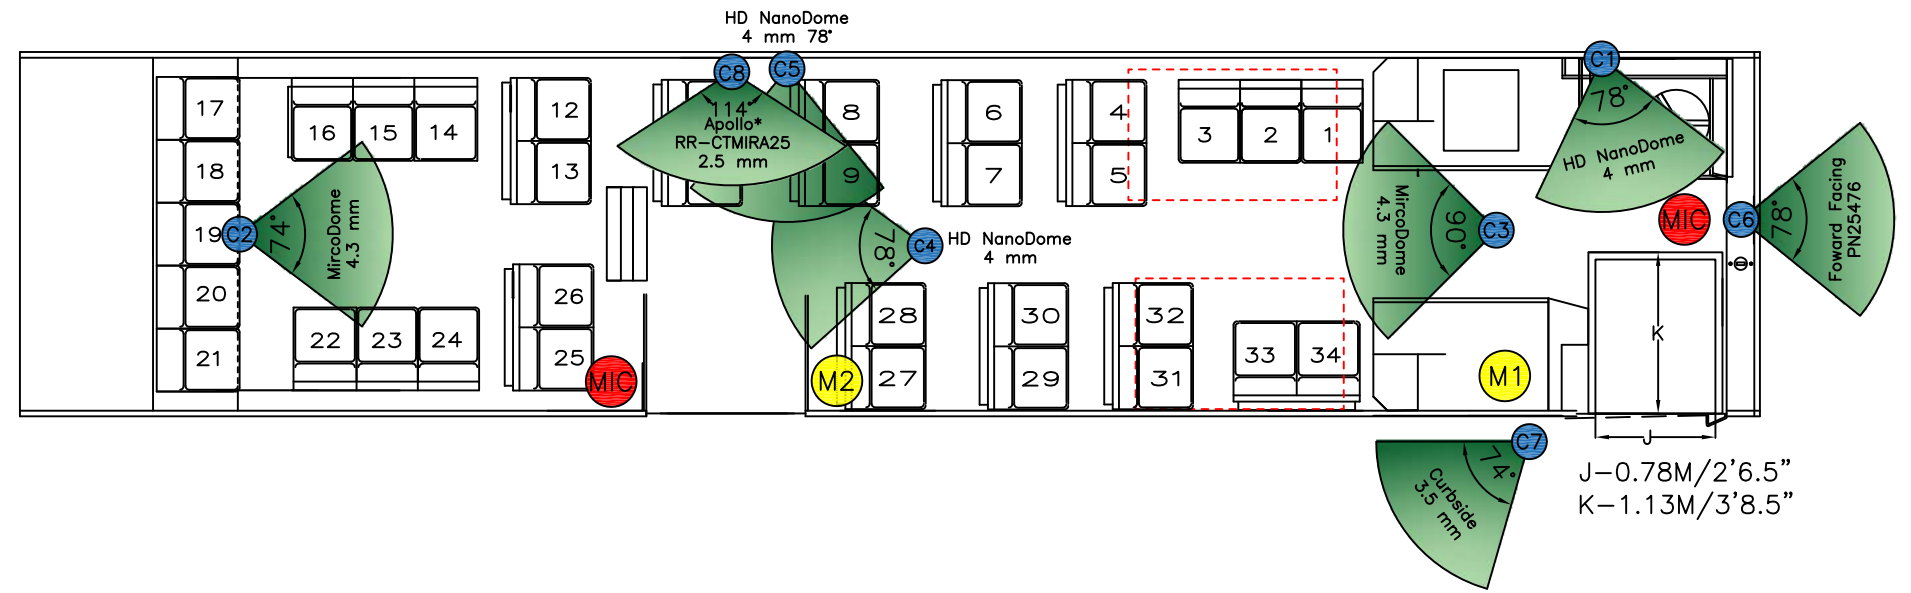 HD NanoDome
4 mm 78°
C8
C5
C1
114°
Apollo*
RR-CTMIRA25
2.5 mm
78°
HD NanoDome
4 mm
17
18
19
20
21
16
15
14
12
13
8
9
6
7
4
5
3
2
1
C2
74°
MircoDome
4.3 mm
C4
78°
HD NanoDome
4 mm
MircoDome
4.3 mm
90°
C3
MIC
C6
78°
Foward Facing
PN25476
22
23
24
26
25
MIC
M2
28
27
30
29
32
31
33
34
M1
K
J
C7
74°
Curbside
3.5 mm
J-0.78M/2'6.5"
K-1.13M/3'8.5"